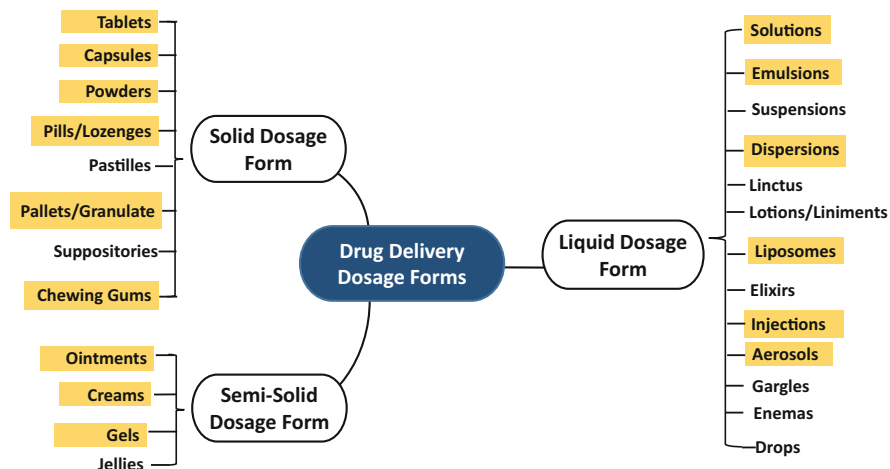 Tablets
Capsules
Powders
Pills/Lozenges
Pastilles
Pallets/Granulate
Suppositories
Chewing Gums
Solid Dosage
Form
Ointments
Creams
Gels
Jellies
Semi-Solid
Dosage Form
Drug Delivery
Dosage Forms
Liquid Dosage
Form
Solutions
Emulsions
Suspensions
Dispersions
Linctus
Lotions/Liniments
Liposomes
Elixirs
Injections
Aerosols
Gargles
Enemas
Drops